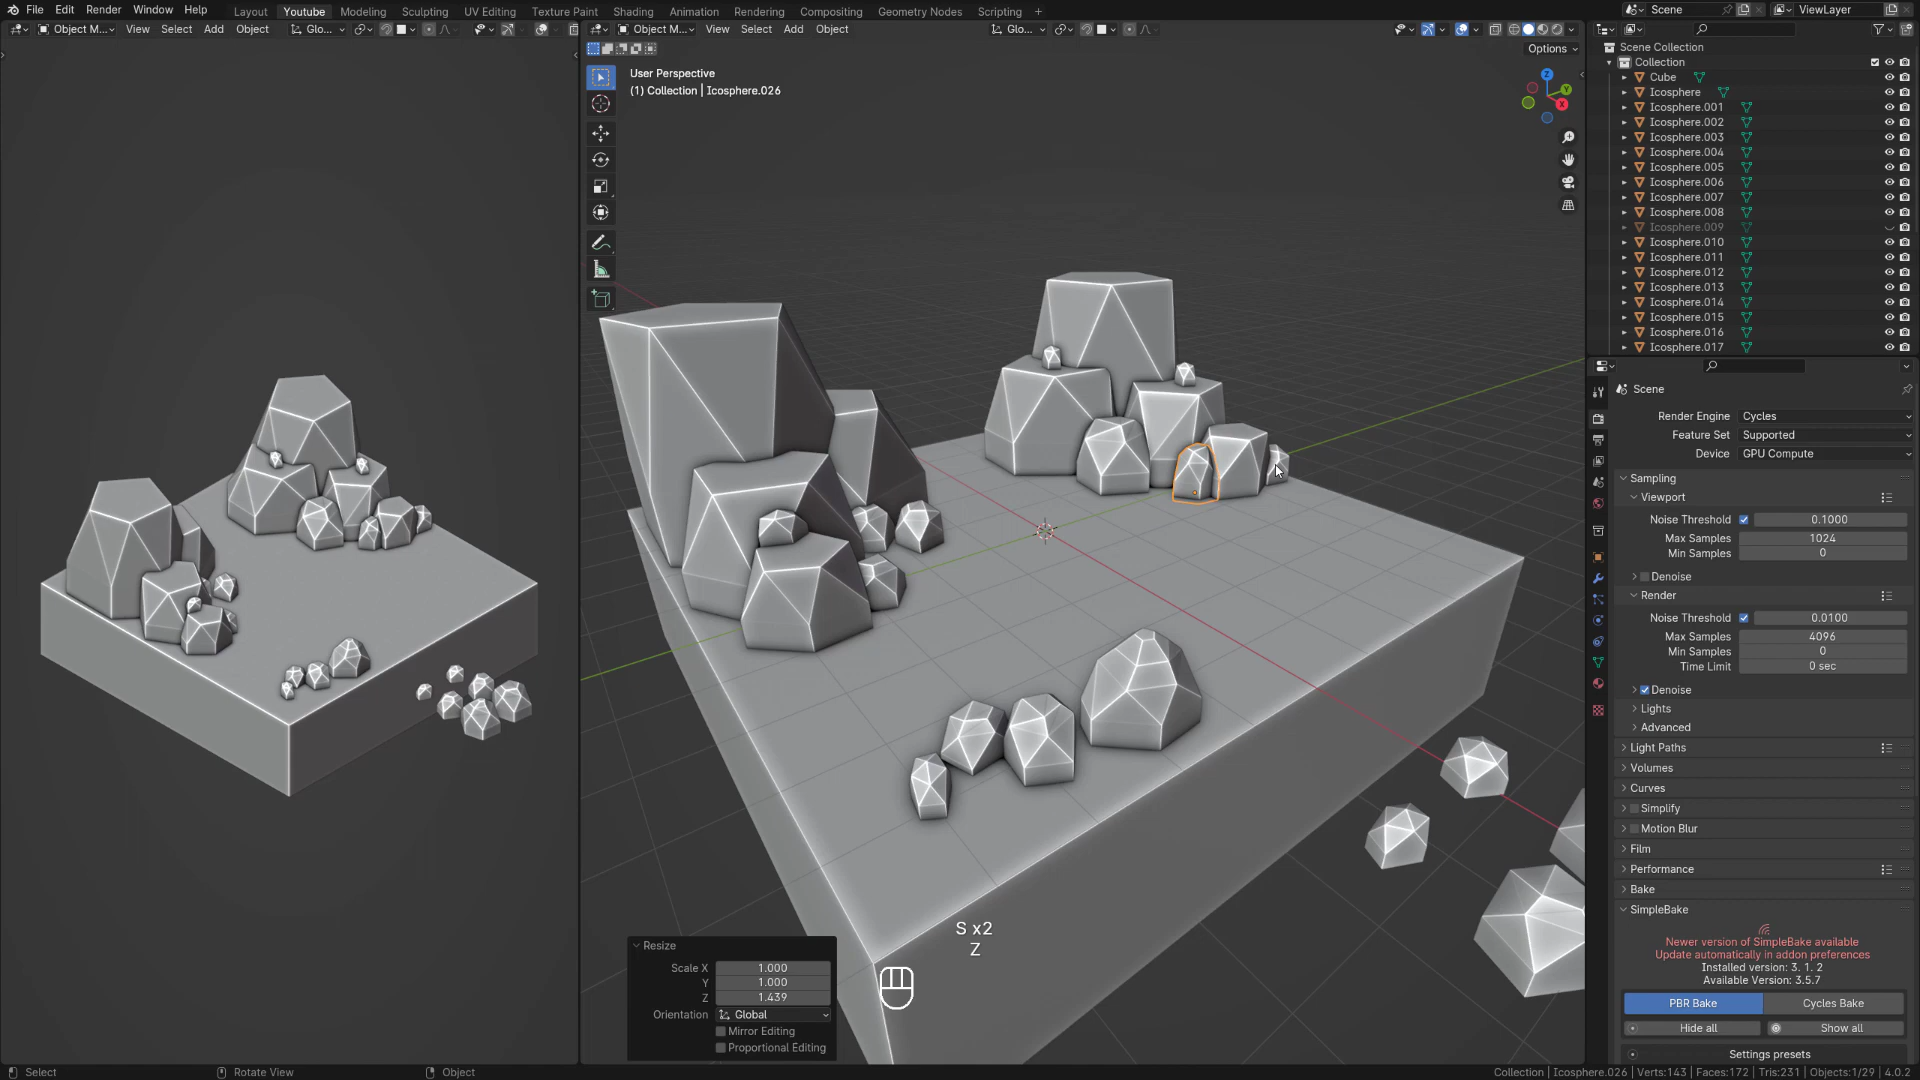 File Edit Render Window Help Layout Youtube Modeling Sculpting UV Editing Texture Paint Shading Animation Rendering Compositing Geometry Nodes Scripting + Scene ViewLayer
Object M... View Select Add Object Glo... Object M... View Select Add Object Glo...
Options
User Perspective
(1) Collection | Icosphere.026
Z
Y
X
Scene Collection
Collection
Cube
Icosphere
Icosphere.001
Icosphere.002
Icosphere.003
Icosphere.004
Icosphere.005
Icosphere.006
Icosphere.007
Icosphere.008
Icosphere.009
Icosphere.010
Icosphere.011
Icosphere.012
Icosphere.013
Icosphere.014
Icosphere.015
Icosphere.016
Icosphere.017
Scene
Render Engine Cycles
Feature Set Supported
Device GPU Compute
Sampling
Viewport
Noise Threshold 0.1000
Max Samples 1024
Min Samples 0
Denoise
Render
Noise Threshold 0.0100
Max Samples 4096
Min Samples 0
Time Limit 0 sec
Denoise
Lights
Advanced
Light Paths
Volumes
Curves
Simplify
Motion Blur
Film
Performance
Bake
SimpleBake
Newer version of SimpleBake available
Update automatically in addon preferences
Installed version: 3. 1. 2
Available Version: 3.5.7
PBR Bake Cycles Bake
Hide all Show all
Settings presets
S x2
Z
Resize
Scale X 1.000
Y 1.000
Z 1.439
Orientation Global
Mirror Editing
Proportional Editing
Select Rotate View Object Collection | Icosphere.026 | Verts:143 | Faces:172 | Tris:231 | Objects:1/29 | 4.0.2